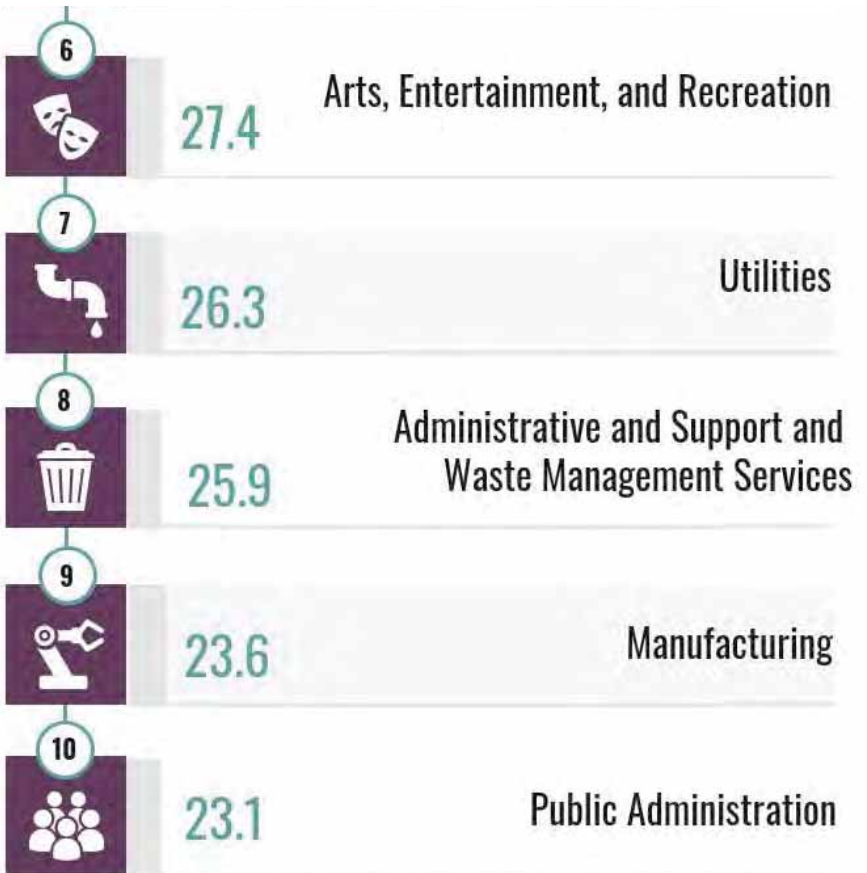 6
27.4
Arts, Entertainment, and Recreation
7
26.3
Utilities
8
25.9
Administrative and Support and
Waste Management Services
9
23.6
Manufacturing
10
23.1
Public Administration